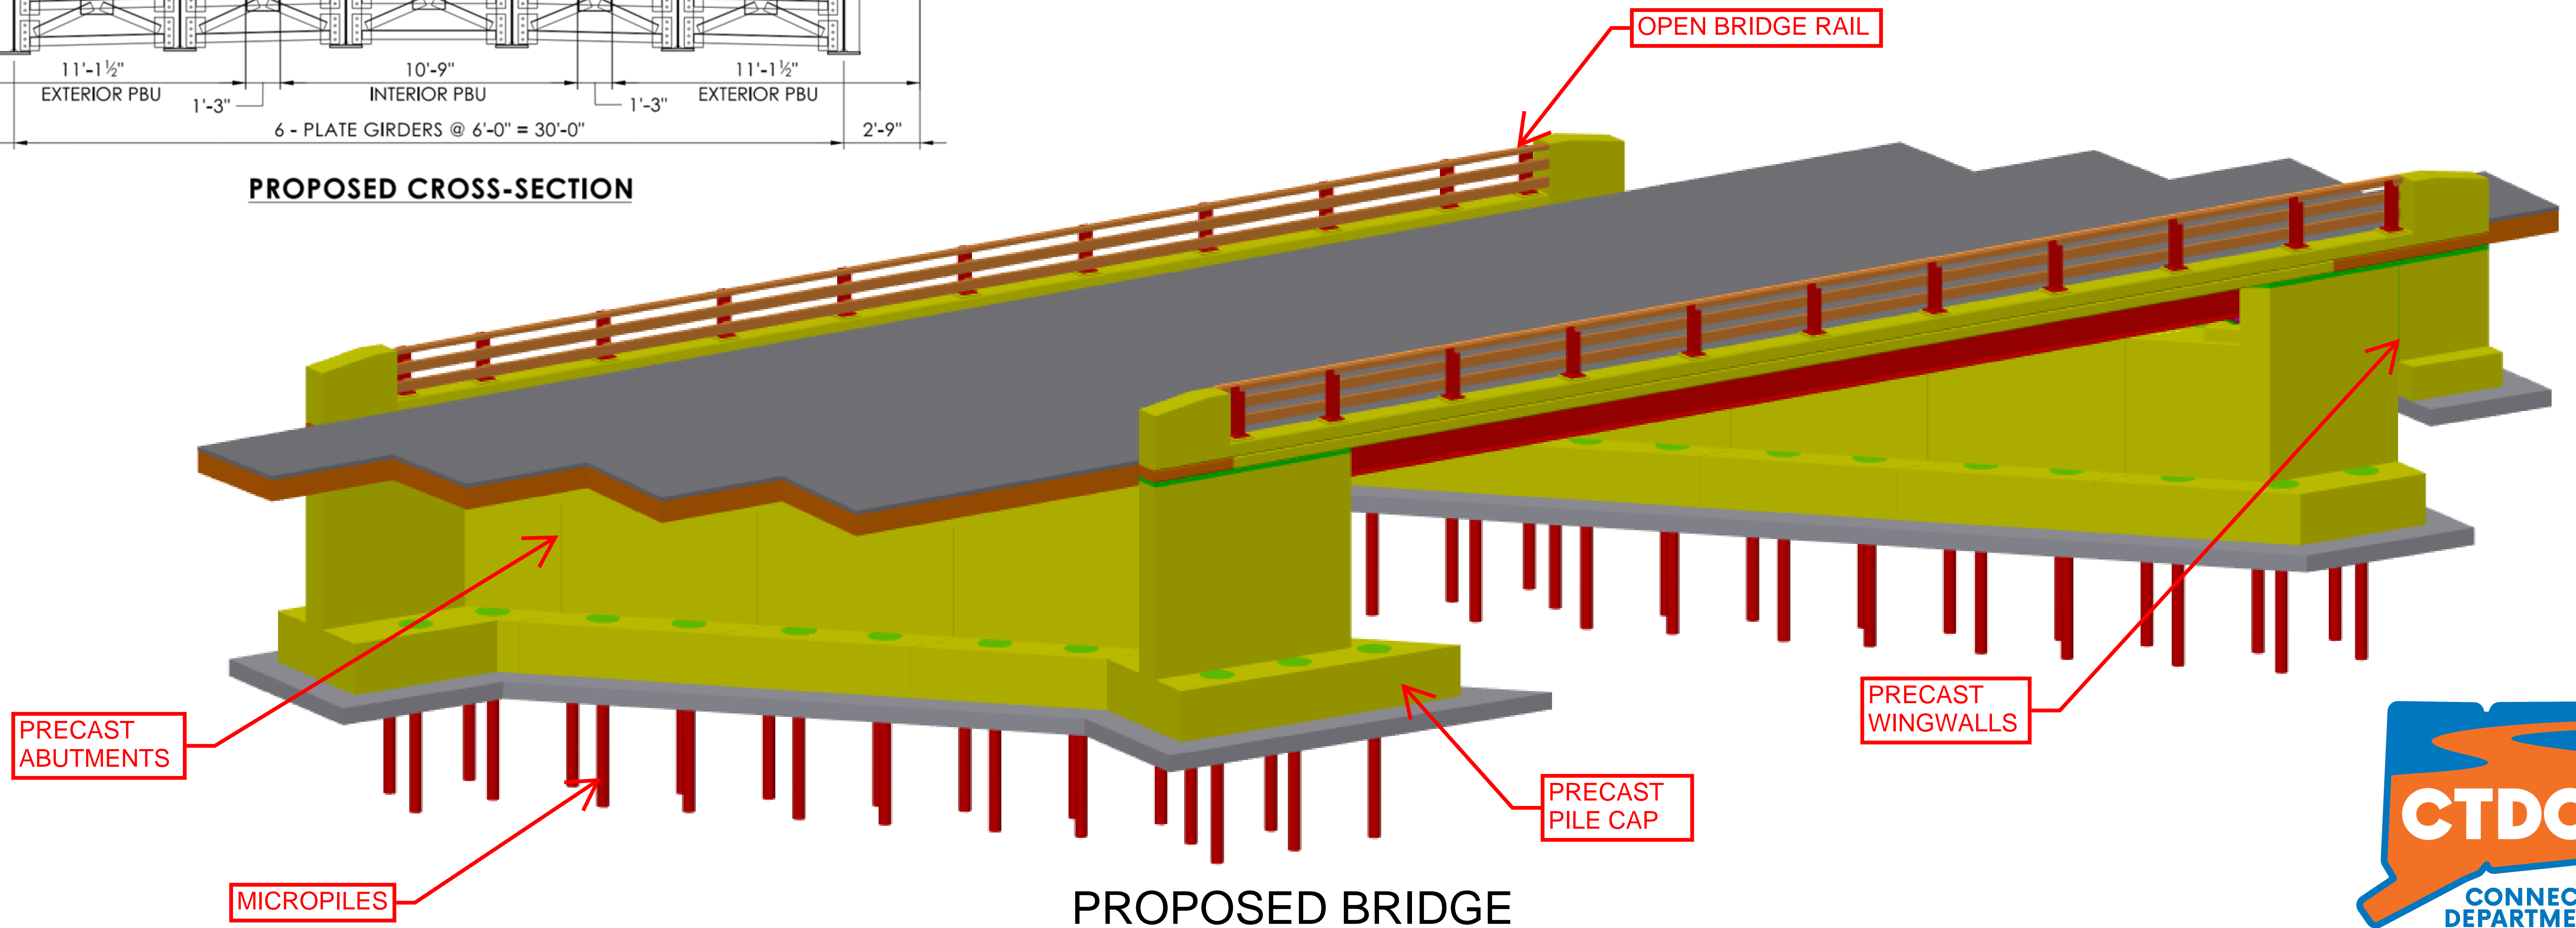 11'-1½"
10'-9"
11'-1½"
EXTERIOR PBU
1'-3"
INTERIOR PBU
1'-3"
EXTERIOR PBU
6 - PLATE GIRDERS @ 6'-0" = 30'-0"
2'-9"
PROPOSED CROSS-SECTION
OPEN BRIDGE RAIL
PRECAST
ABUTMENTS
PRECAST
WINGWALLS
PRECAST
PILE CAP
MICROPILES
PROPOSED BRIDGE
CTDO
CONNEC
DEPARTME